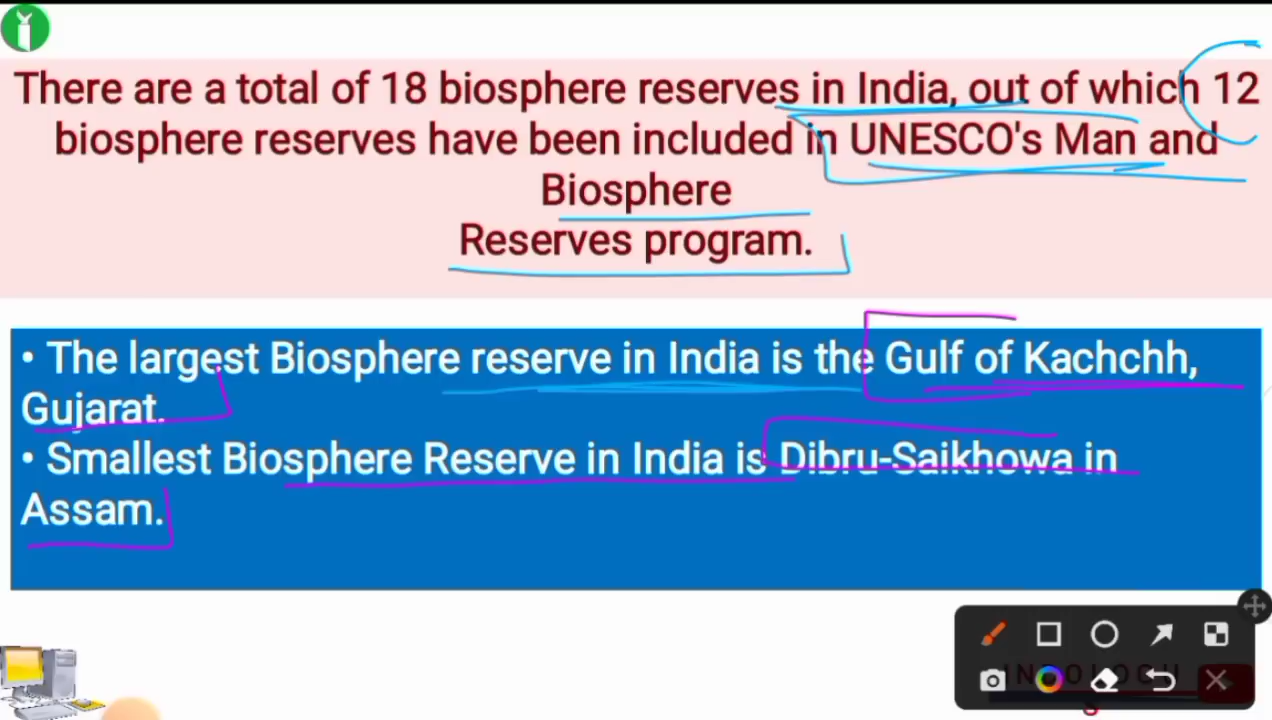 There are a total of 18 biosphere reserves in India, out of which 12
biosphere reserves have been included in UNESCO's Man and
Biosphere
Reserves program.
• The largest Biosphere reserve in India is the Gulf of Kachchh,
Gujarat.
• Smallest Biosphere Reserve in India is Dibru-Saikhowa in
Assam.